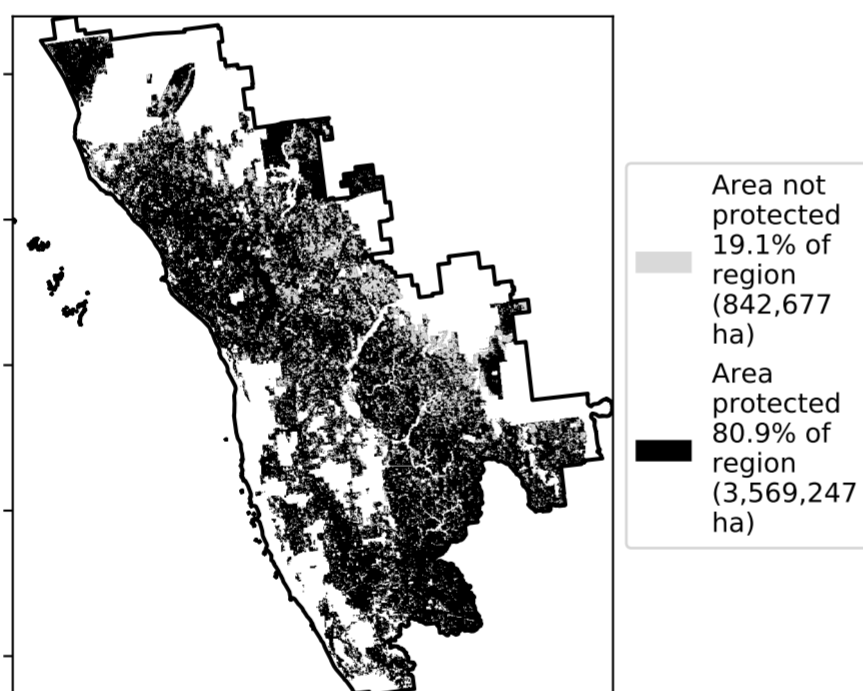 Area not
protected
19.1% of
region
(842,677
ha)
Area
protected
80.9% of
region
(3,569,247
ha)